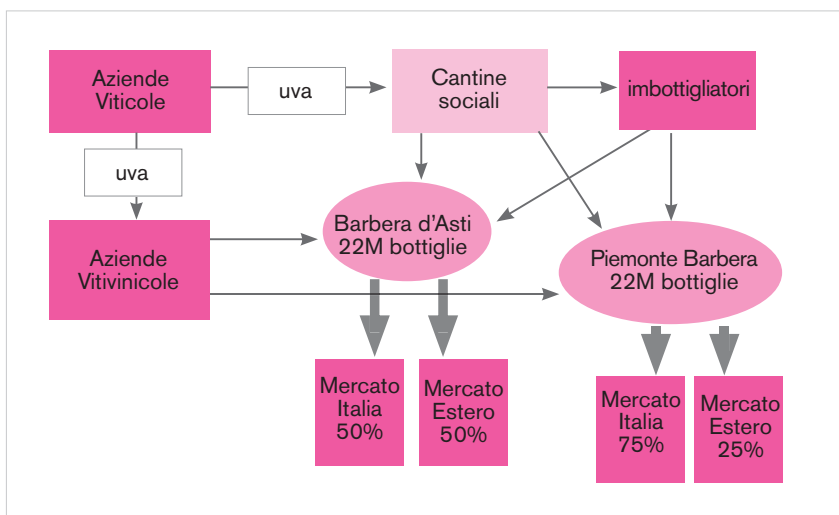 Aziende
Viticole
uva
Cantine
sociali
imbottigliatori
uva
Aziende
Vitivinicole
Barbera d'Asti
22M bottiglie
Piemonte Barbera
22M bottiglie
Mercato
Italia
50%
Mercato
Estero
50%
Mercato
Italia
75%
Mercato
Estero
25%